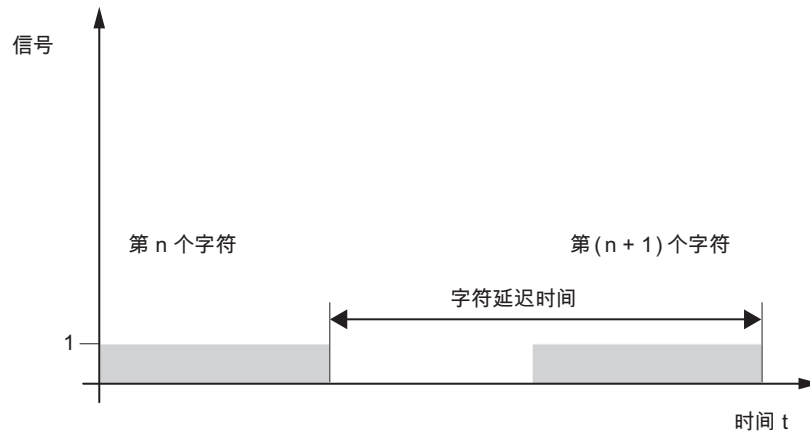 信号
第 n 个字符
第 (n + 1) 个字符
字符延迟时间
1
时间 t